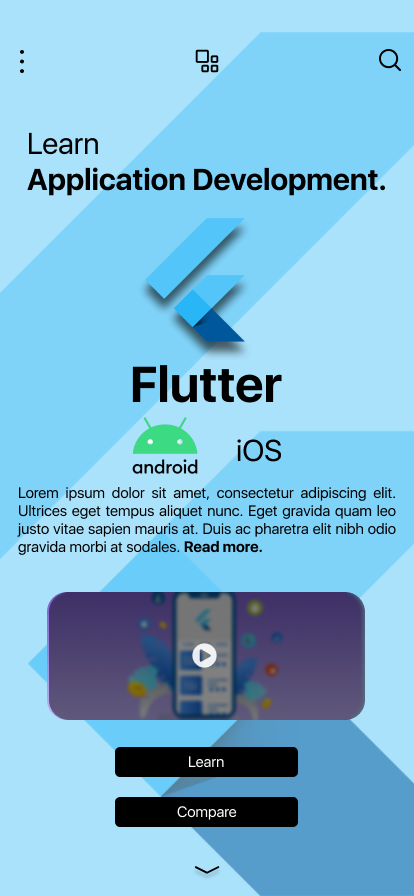 Learn
Application Development.
Flutter
android iOS
Lorem ipsum dolor sit amet, consectetur adipiscing elit.
Ultrices eget tempus aliquet nunc. Eget gravida quam leo
justo vitae sapien mauris at. Duis ac pharetra elit nibh odio
gravida morbi at sodales. Read more.
Learn
Compare